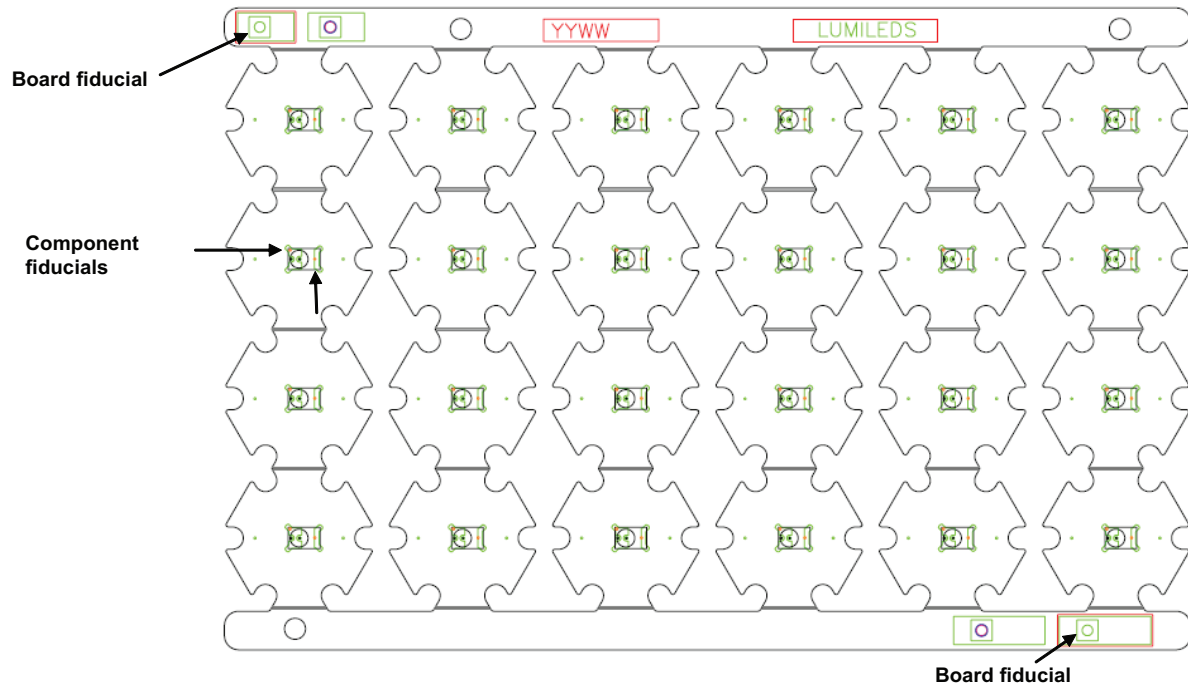 YYWW
LUMILEDS
Board fiducial
Component
fiducials
Board fiducial